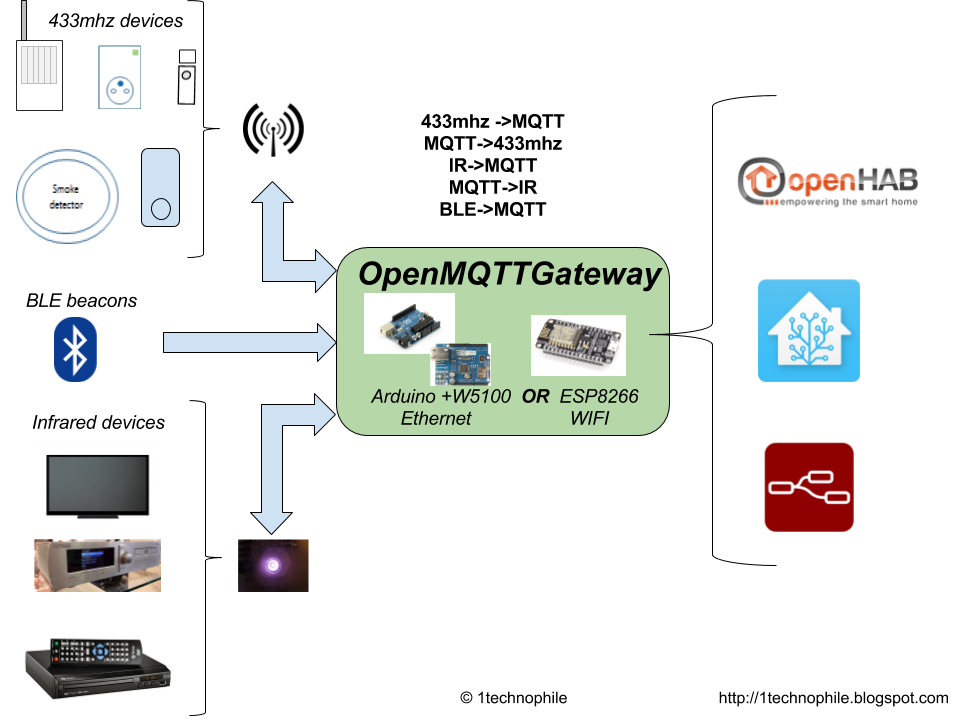 433mhz devices
Smoke
detector
BLE beacons
Infrared devices
433mhz ->MQTT
MQTT->433mhz
IR->MQTT
MQTT->IR
BLE->MQTT
OpenMQTTGateway
Arduino +W5100 OR ESP8266
Ethernet WIFI
openHAB
empowering the smart home
© 1technophile
http://1technophile.blogspot.com